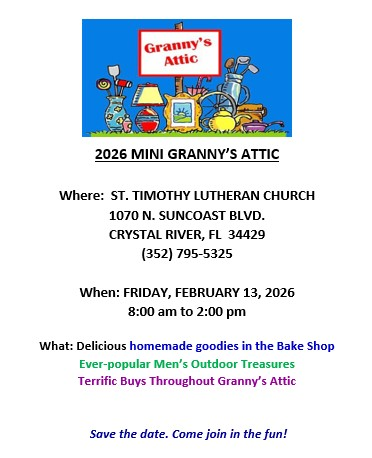 Granny's
Attic
2026 MINI GRANNY'S ATTIC
Where: ST. TIMOTHY LUTHERAN CHURCH
1070 N. SUNCOAST BLVD.
CRYSTAL RIVER, FL 34429
(352) 795-5325
When: FRIDAY, FEBRUARY 13, 2026
8:00 am to 2:00 pm
What: Delicious homemade goodies in the Bake Shop
Ever-popular Men's Outdoor Treasures
Terrific Buys Throughout Granny's Attic
Save the date. Come join in the fun!